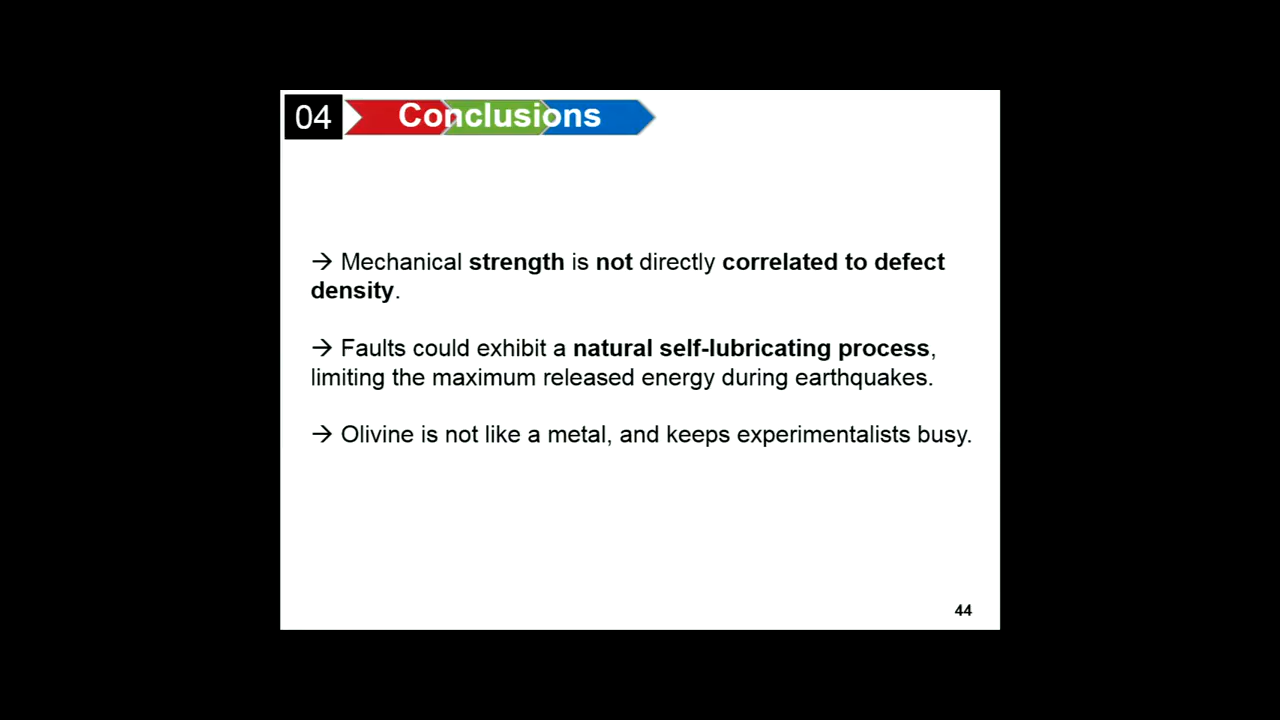 04 Conclusions
→ Mechanical strength is not directly correlated to defect
density.
→ Faults could exhibit a natural self-lubricating process,
limiting the maximum released energy during earthquakes.
→ Olivine is not like a metal, and keeps experimentalists busy.
44